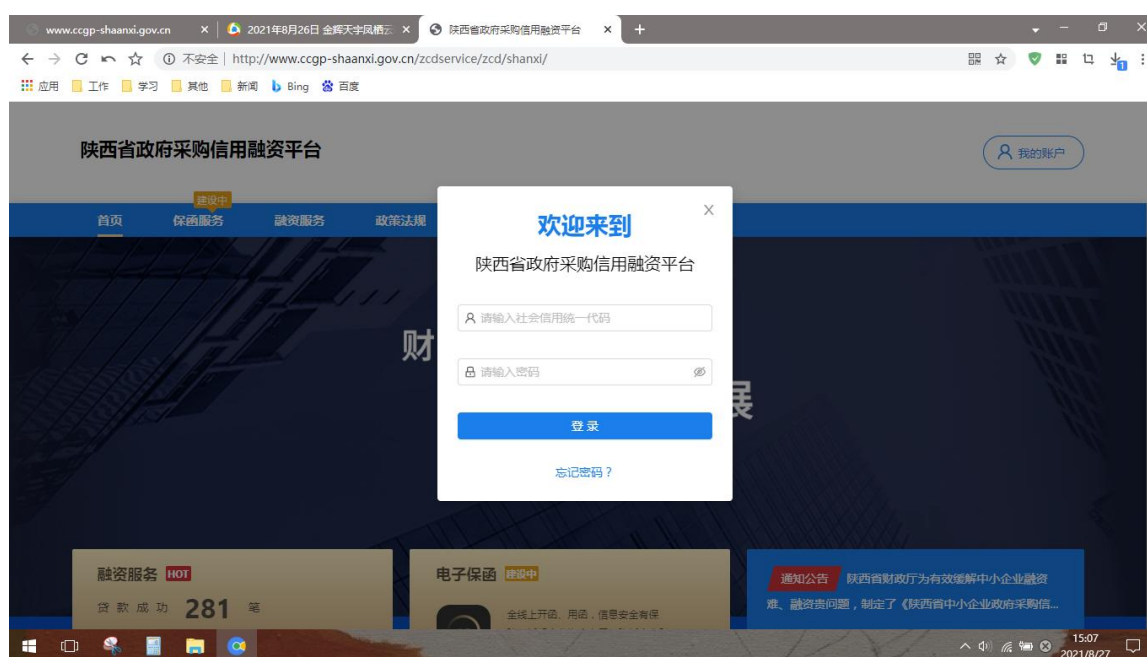 www.ccgp-shaanxi.gov.cn
2021年8月26日 金辉天宇凤栖云
陕西省政府采购信用融资平台
不安全 | http://www.ccgp-shaanxi.gov.cn/zcdservice/zcd/shanxi/
应用 工作 学习 其他 新闻 Bing 百度
陕西省政府采购信用融资平台
我的账户
建设中
首页 保函服务 融资服务 政策法规
欢迎来到
陕西省政府采购信用融资平台
请输入社会信用统一代码
财
请输入密码
展
登录
忘记密码？
融资服务 HOT
贷款成功 281 笔
电子保函 建设中
全线上开函、用函，信息安全有保
通知公告 陕西省财政厅为有效缓解中小企业融资
难、融资贵问题，制定了《陕西省中小企业政府采购信...
15:07
2021/8/27